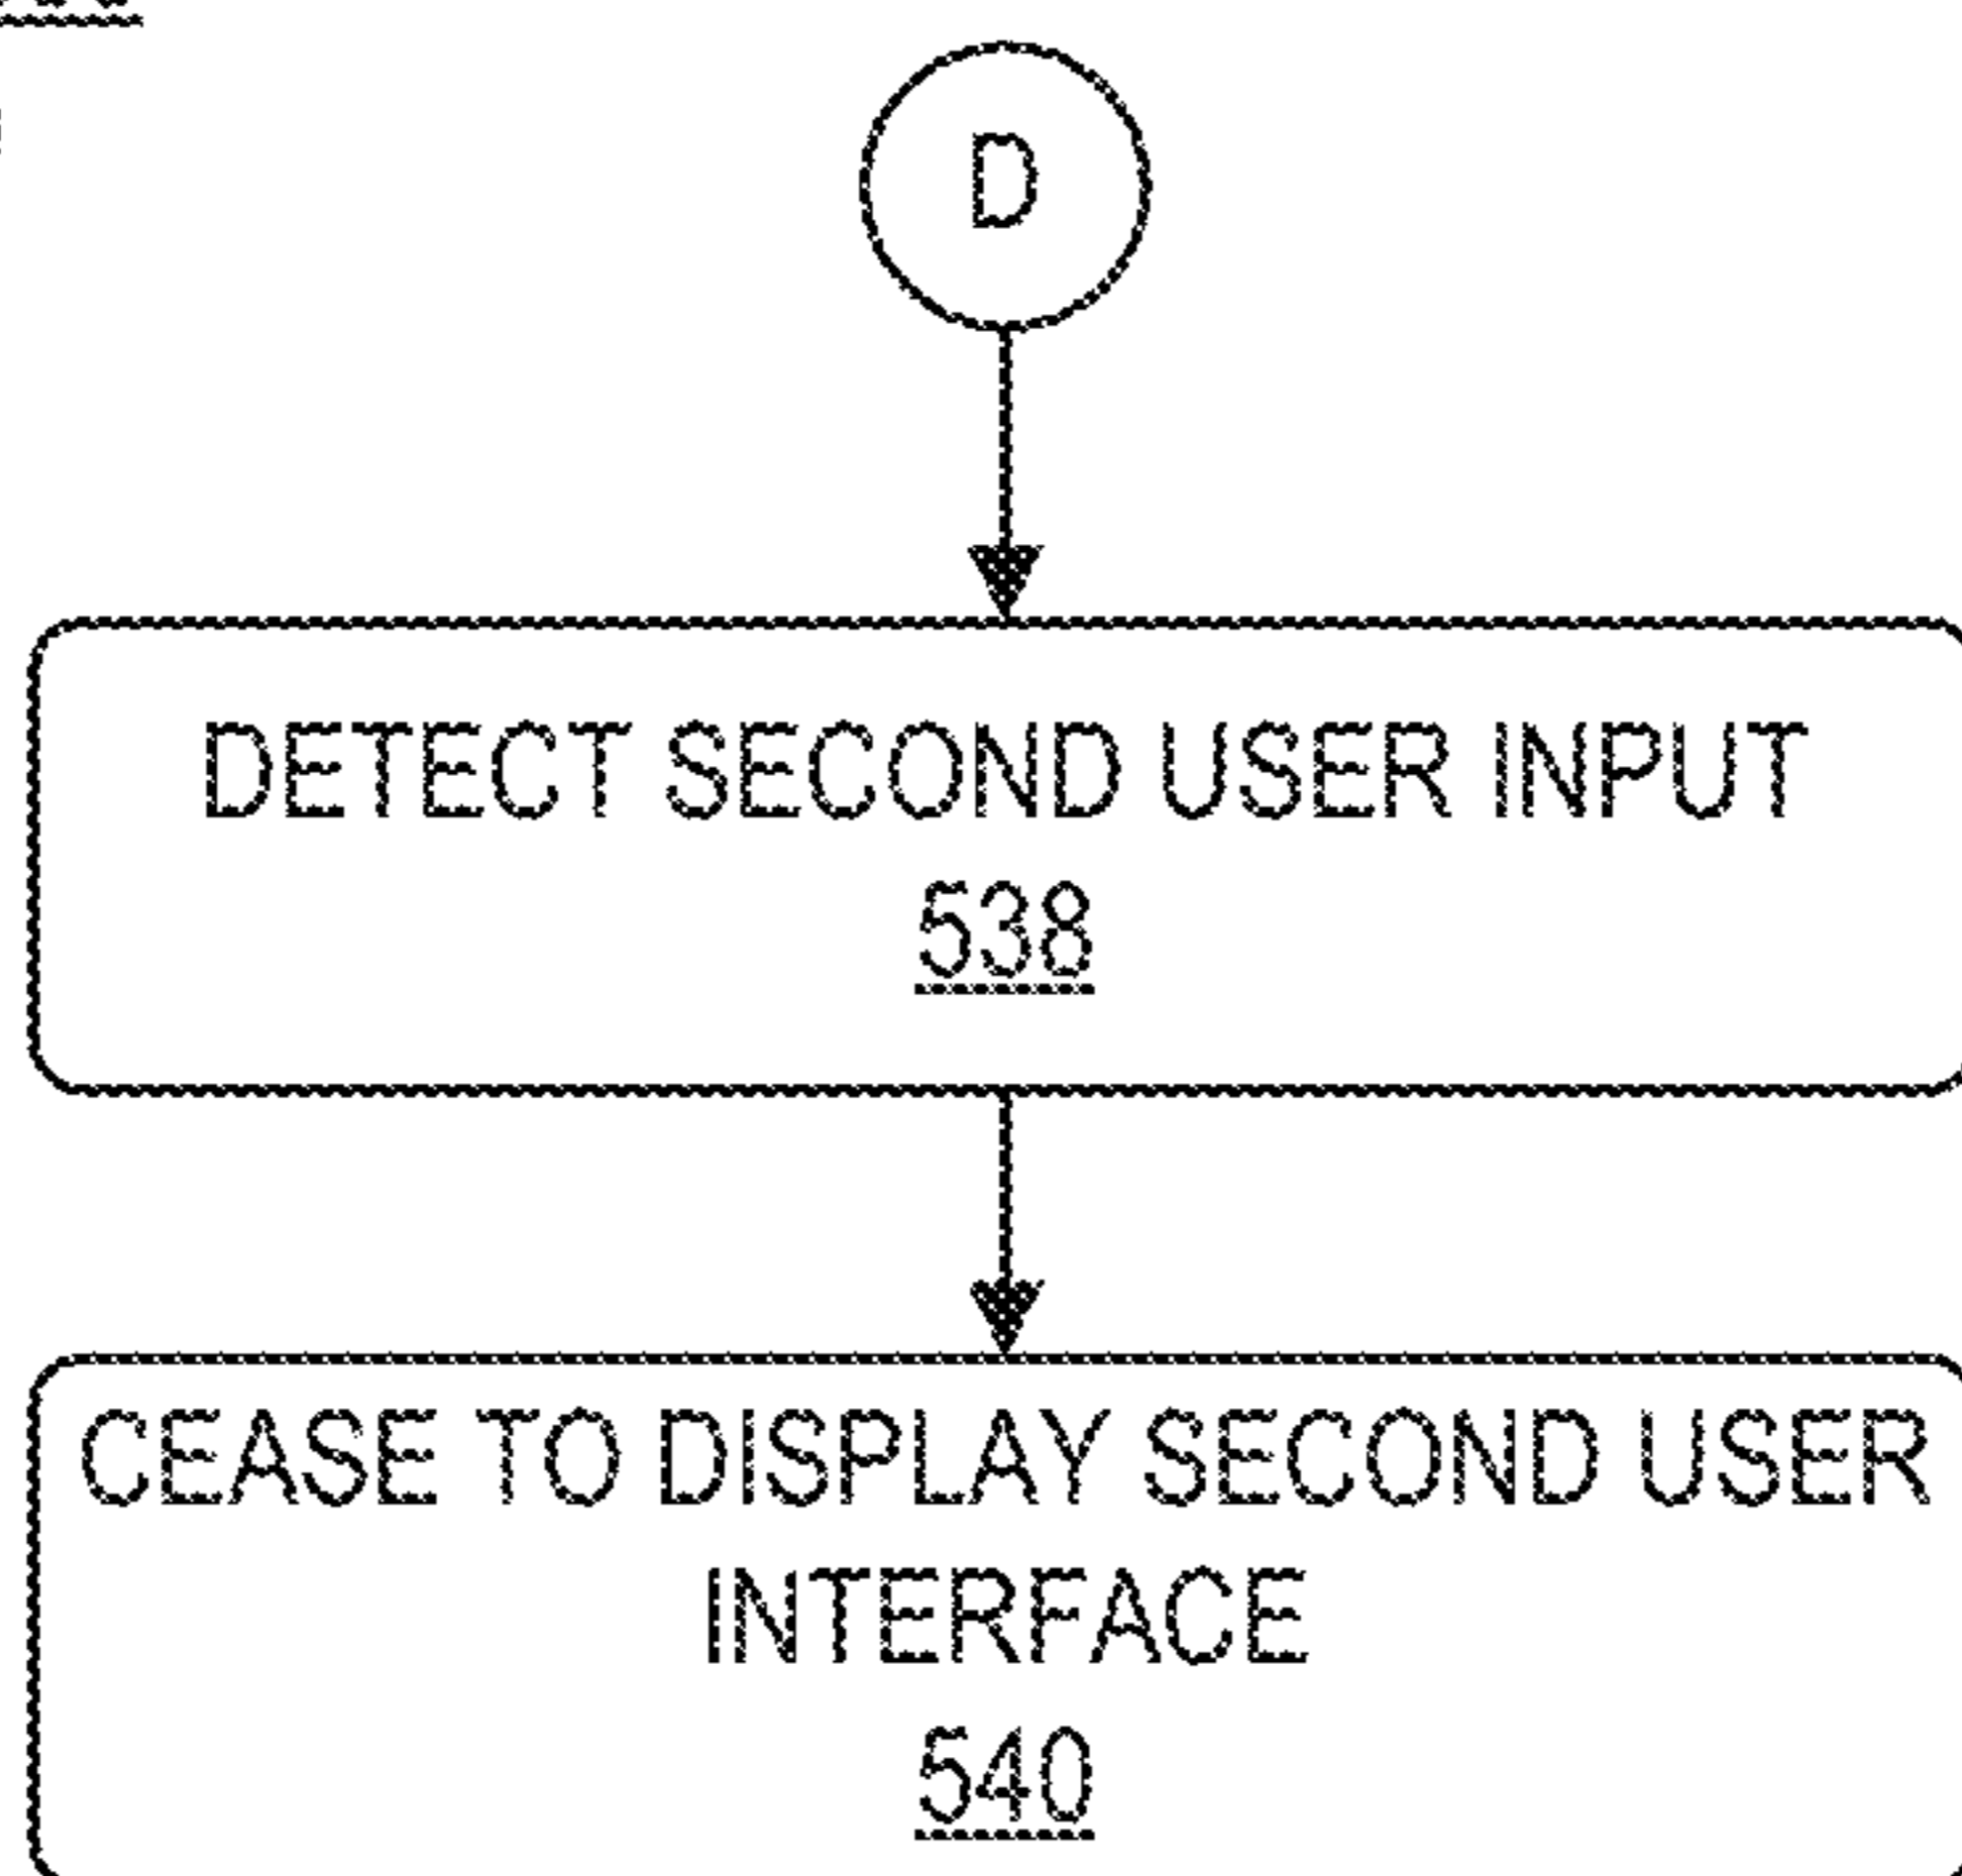 D
DETECT SECOND USER INPUT
538
CEASE TO DISPLAY SECOND USER
INTERFACE
540